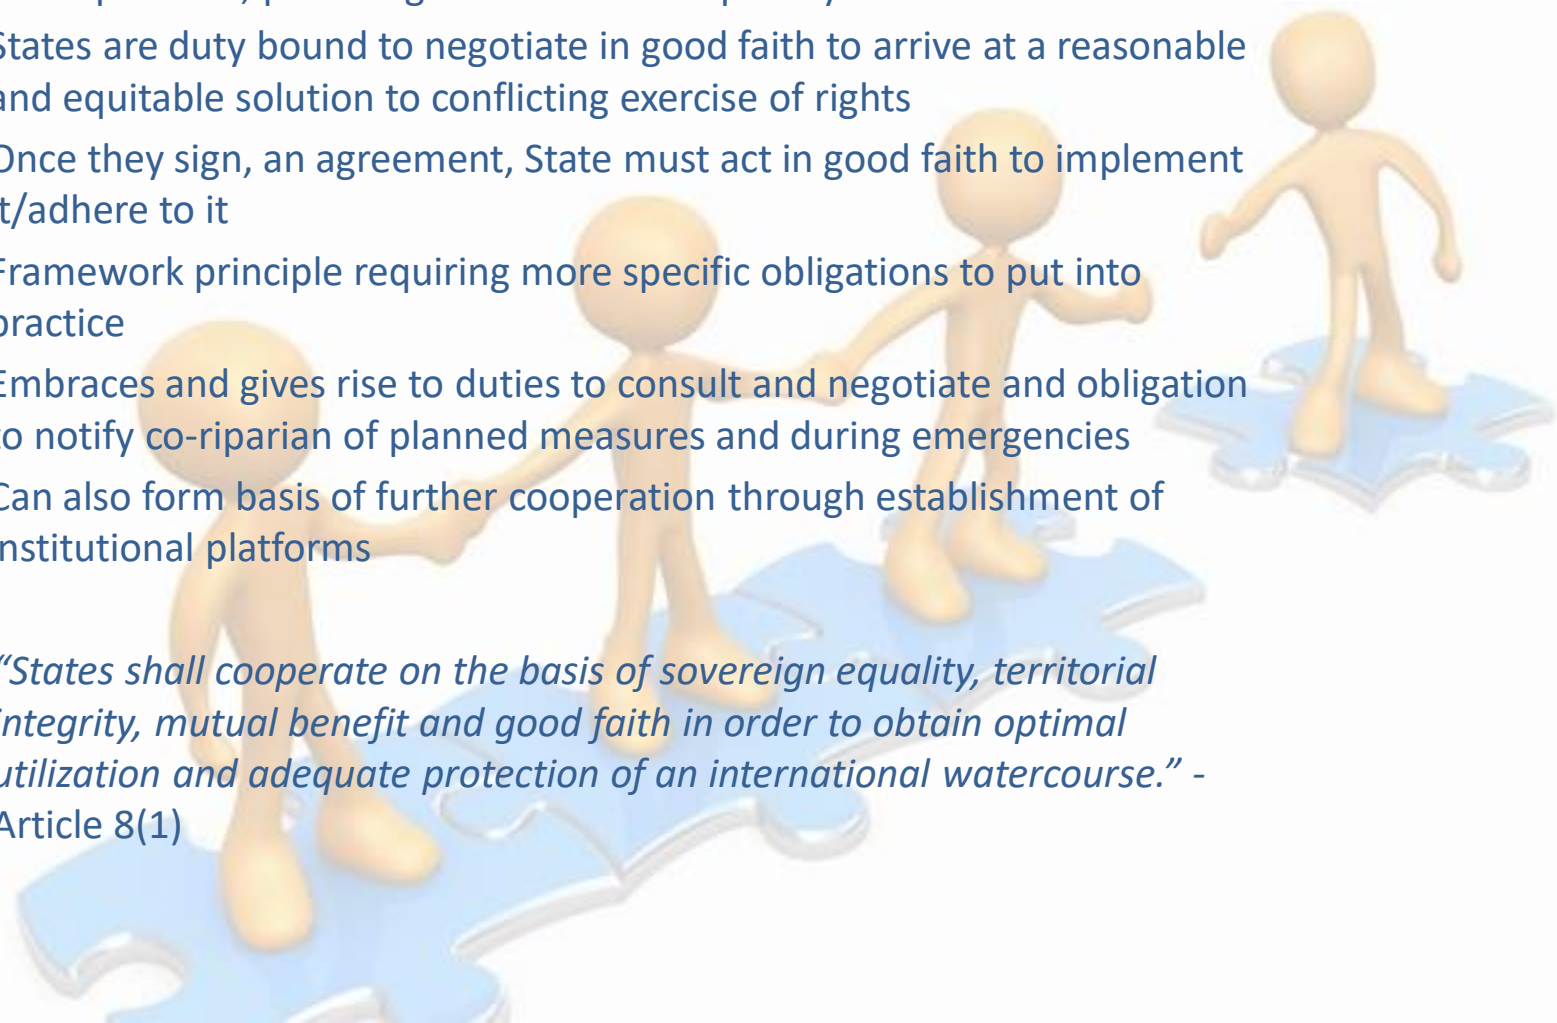 States are duty bound to negotiate in good faith to arrive at a reasonable
and equitable solution to conflicting exercise of rights
Once they sign, an agreement, State must act in good faith to implement
it/adhere to it
Framework principle requiring more specific obligations to put into
practice
Embraces and gives rise to duties to consult and negotiate and obligation
to notify co-riparian of planned measures and during emergencies
Can also form basis of further cooperation through establishment of
institutional platforms
“States shall cooperate on the basis of sovereign equality, territorial
integrity, mutual benefit and good faith in order to obtain optimal
utilization and adequate protection of an international watercourse.” -
Article 8(1)